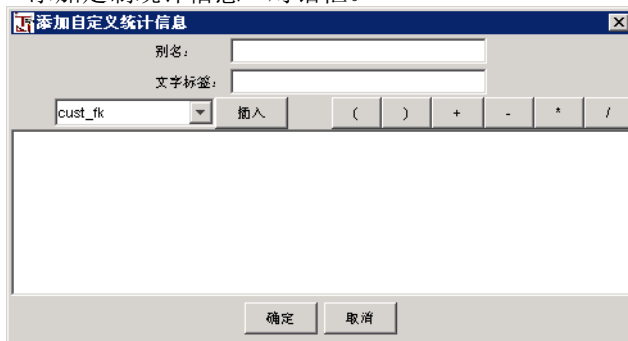 添加自定义统计信息
别名:
文字标签:
cust_fk 插入 ( ) + - * /
确定 取消